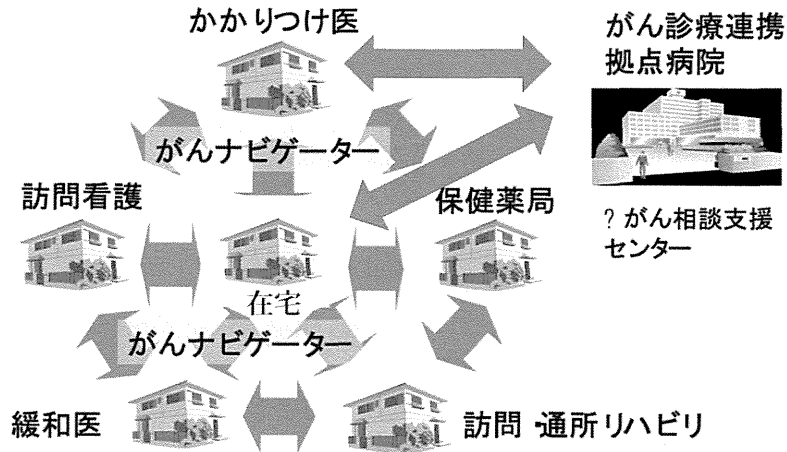 かかりつけ医
がん診療連携
拠点病院
がんナビゲーター
訪問看護
保健薬局
?がん相談支援
センター
在宅
がんナビゲーター
緩和医
訪問・通所リハビリ